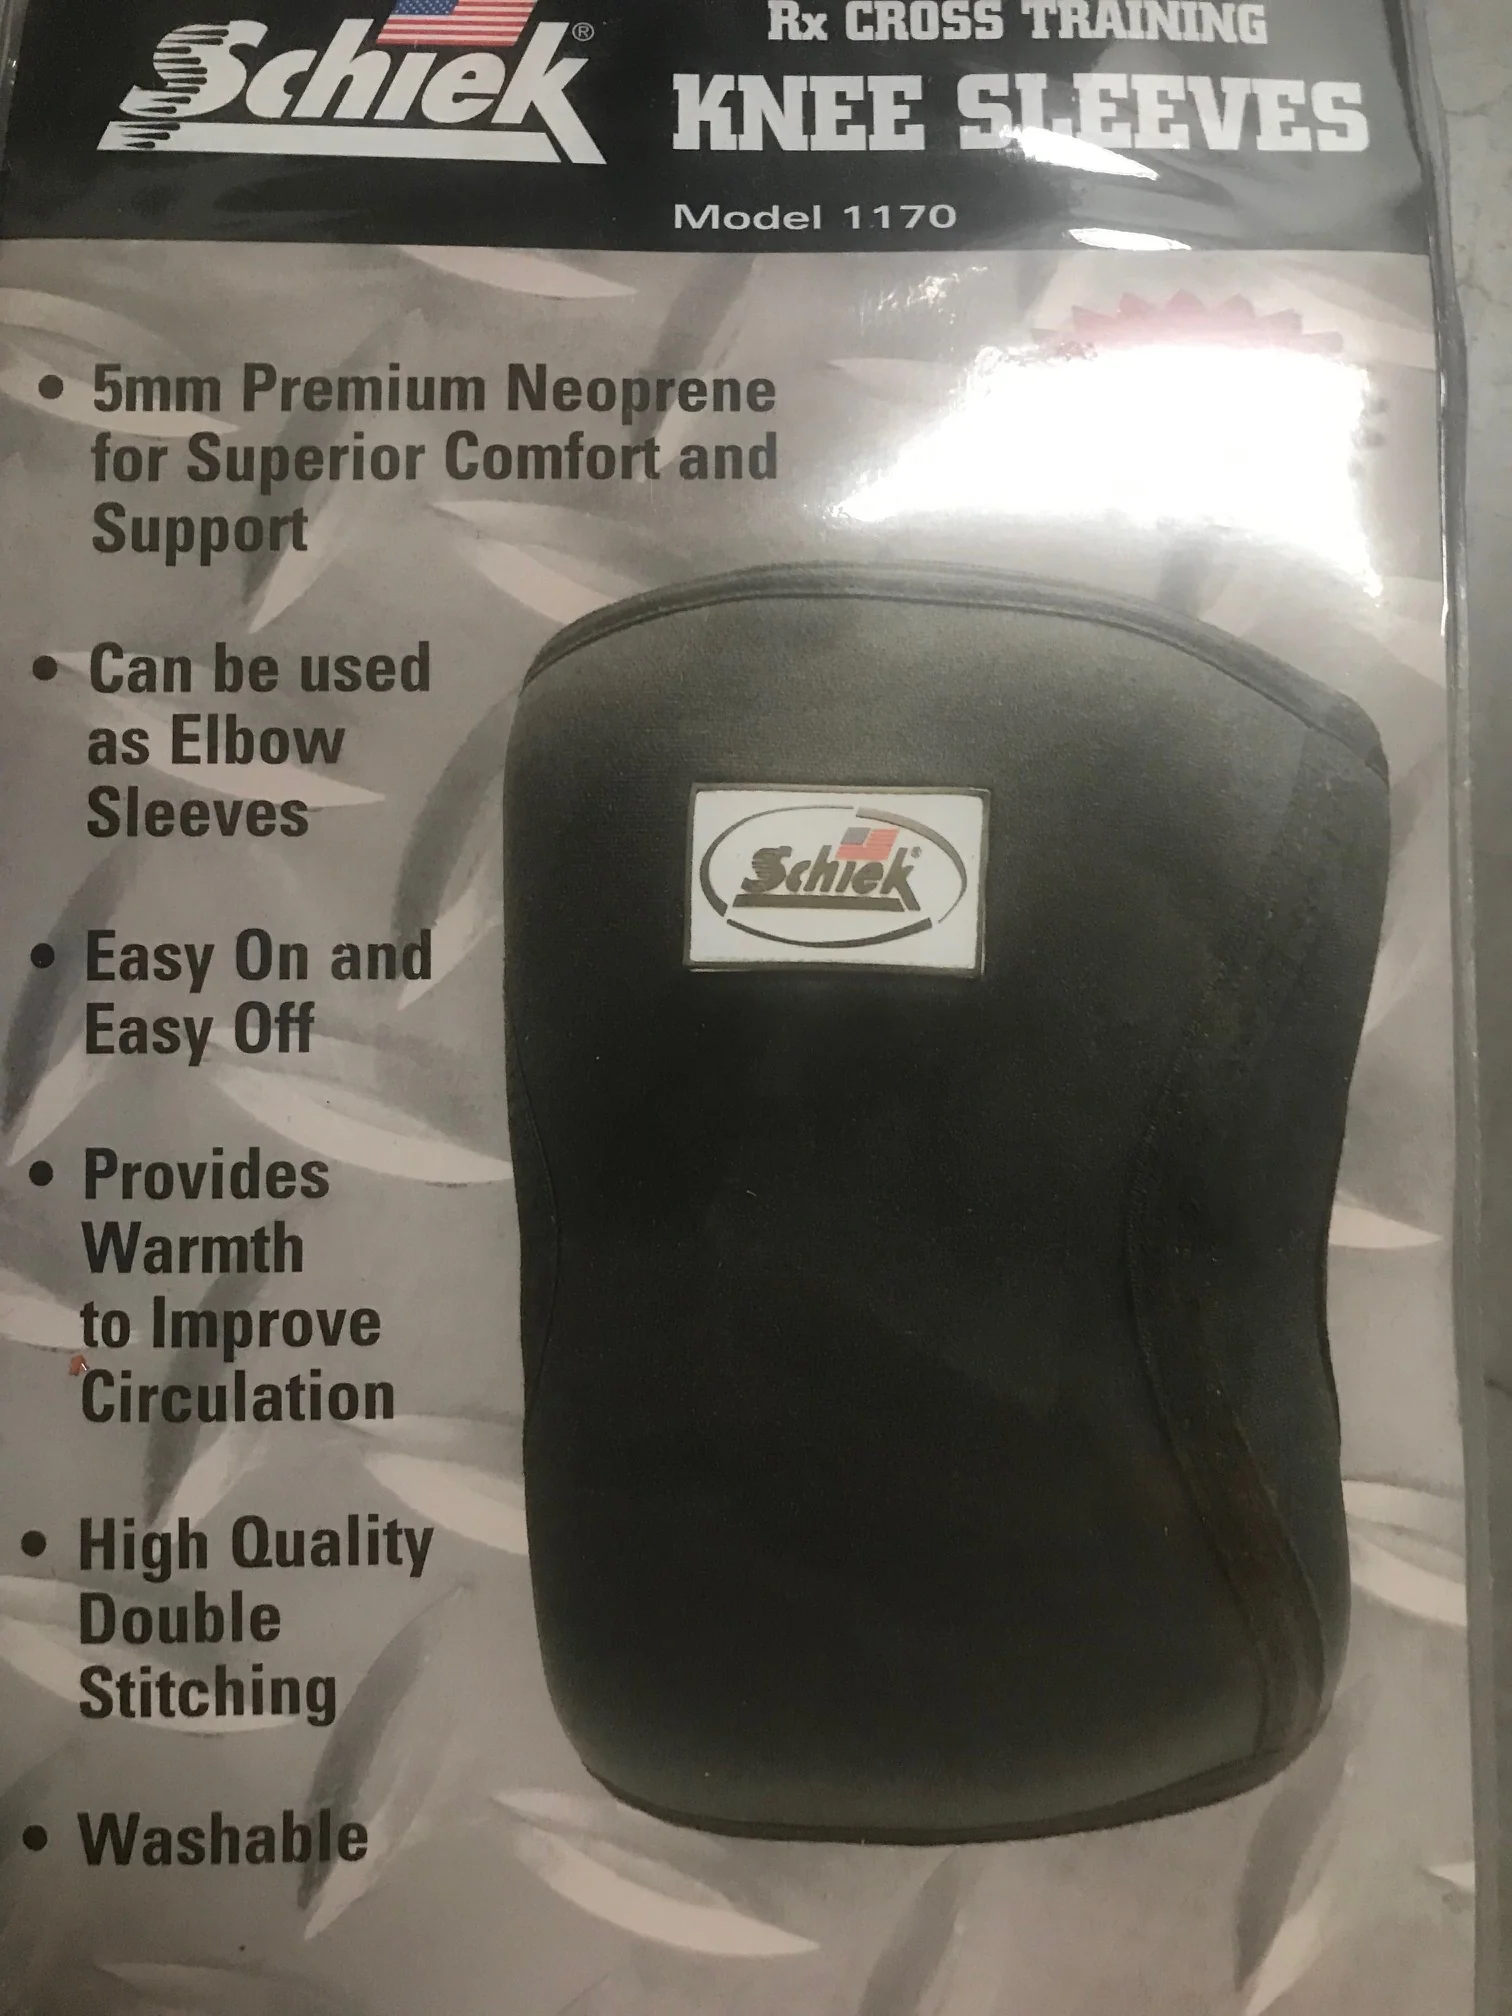 Schiek®
Rx CROSS TRAINING
KNEE SLEEVES
Model 1170
• 5mm Premium Neoprene
for Superior Comfort and
Support
• Can be used
as Elbow
Sleeves
• Easy On and
Easy Off
• Provides
Warmth
to Improve
Circulation
• High Quality
Double
Stitching
• Washable
Schiek®